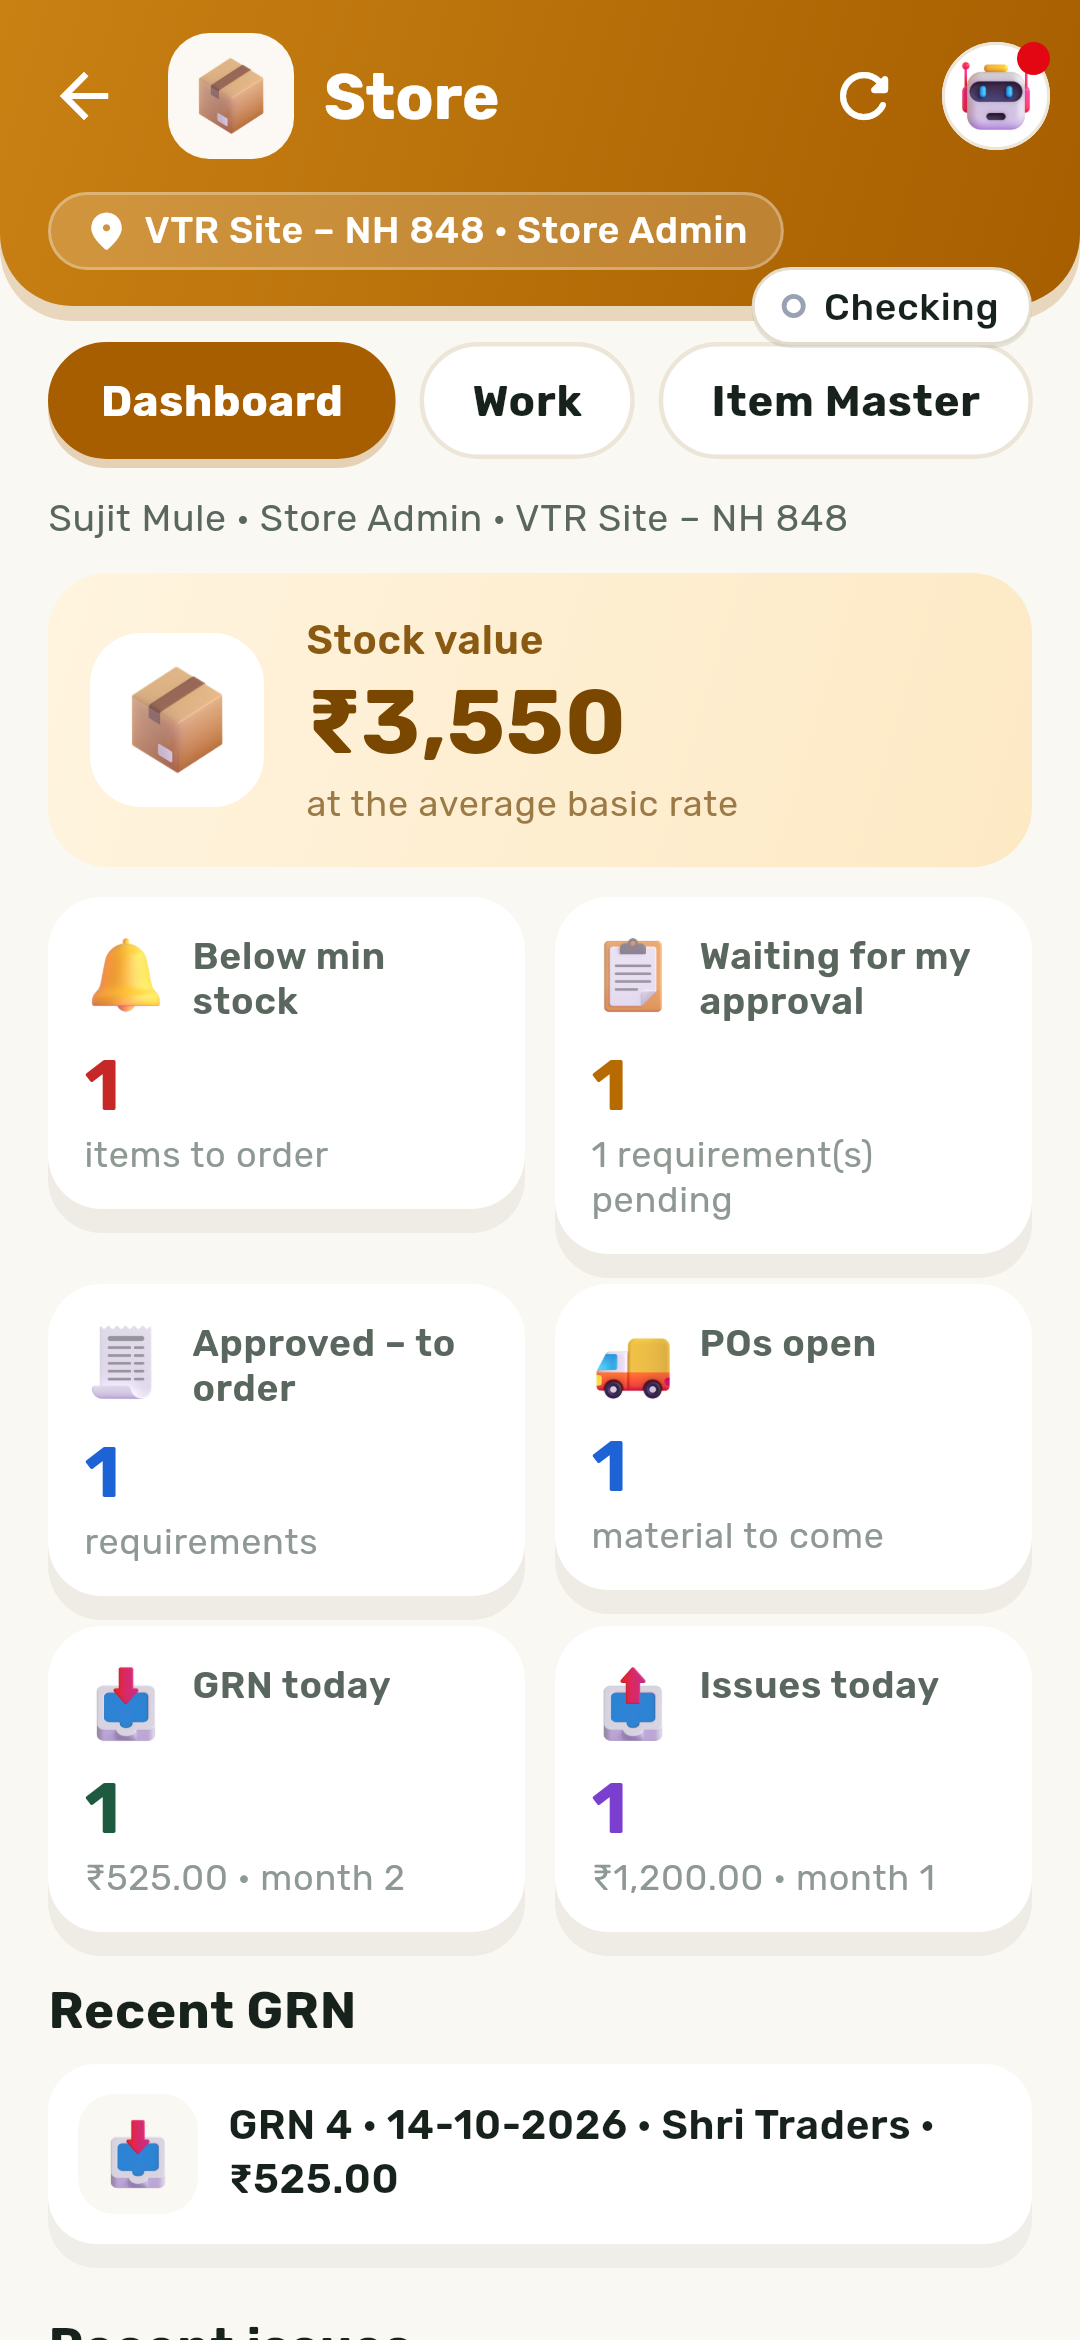 Store
VTR Site – NH 848 • Store Admin
Checking
Dashboard
Work
Item Master
Sujit Mule • Store Admin • VTR Site – NH 848
Stock value
₹3,550
at the average basic rate
Below min
stock
1
items to order
Waiting for my
approval
1
1 requirement(s)
pending
Approved – to
order
1
requirements
POs open
1
material to come
GRN today
1
₹525.00 • month 2
Issues today
1
₹1,200.00 • month 1
Recent GRN
GRN 4 • 14-10-2026 • Shri Traders •
₹525.00
Recent issues